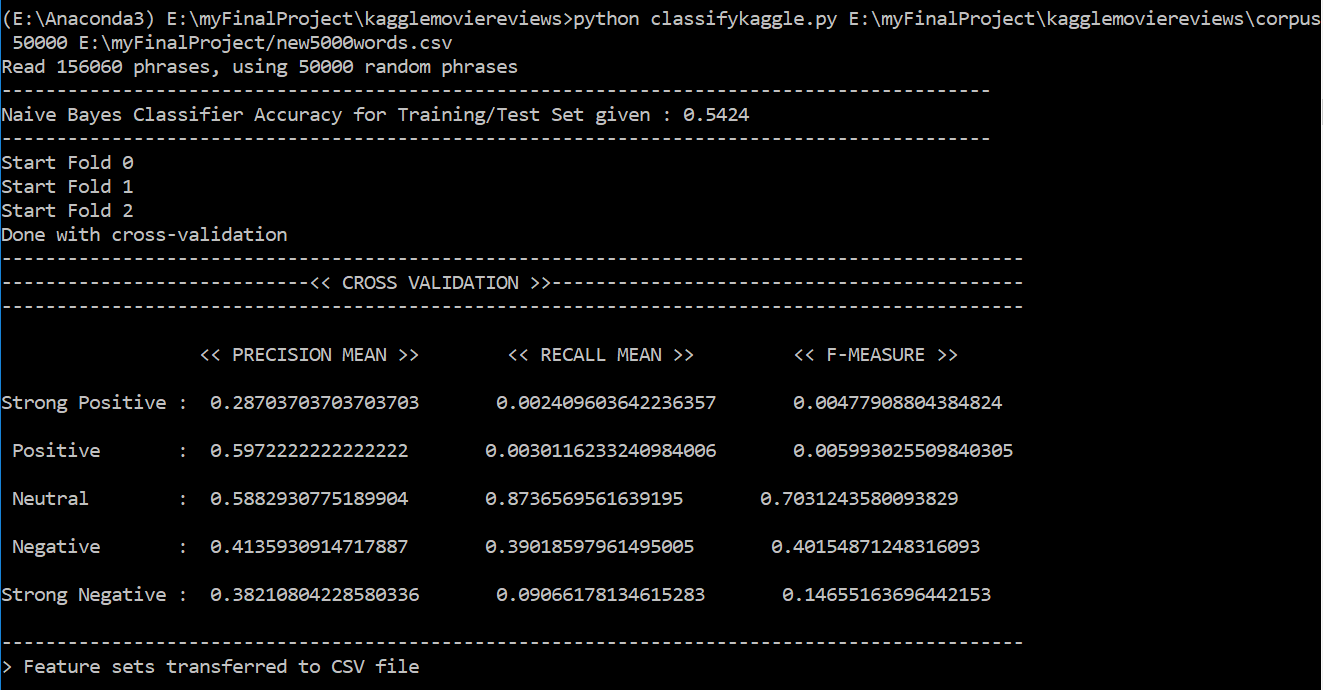 (E:\Anaconda3) E:\myFinalProject\kagglemoviereviews>python classifykaggle.py E:\myFinalProject\kagglemoviereviews\corpus
50000 E:\myFinalProject/new5000words.csv
Read 156060 phrases, using 50000 random phrases
------------------------------------------------------------------------------------------
Naive Bayes Classifier Accuracy for Training/Test Set given : 0.5424
------------------------------------------------------------------------------------------
Start Fold 0
Start Fold 1
Start Fold 2
Done with cross-validation
---------------------------------------------------------------------------------------------
----------------------------<< CROSS VALIDATION >>-------------------------------------------
---------------------------------------------------------------------------------------------
<< PRECISION MEAN >> << RECALL MEAN >> << F-MEASURE >>
Strong Positive : 0.28703703703703703 0.002409603642236357 0.00477908804384824
Positive : 0.5972222222222222 0.0030116233240984006 0.005993025509840305
Neutral : 0.5882930775189904 0.8736569561639195 0.7031243580093829
Negative : 0.4135930914717887 0.39018597961495005 0.40154871248316093
Strong Negative : 0.38210804228580336 0.09066178134615283 0.14655163696442153
---------------------------------------------------------------------------------------------
> Feature sets transferred to CSV file